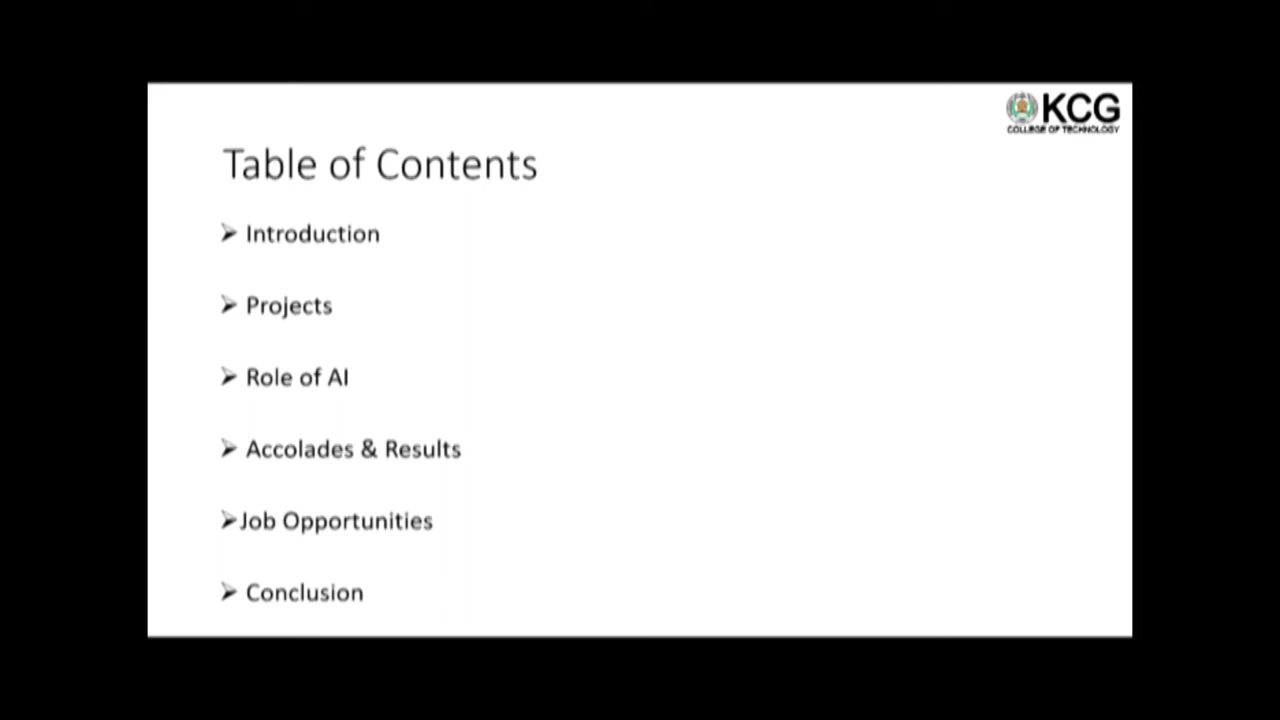 KCG
COLLEGE OF TECHNOLOGY
Table of Contents
➢ Introduction
➢ Projects
➢ Role of AI
➢ Accolades & Results
➢Job Opportunities
➢ Conclusion